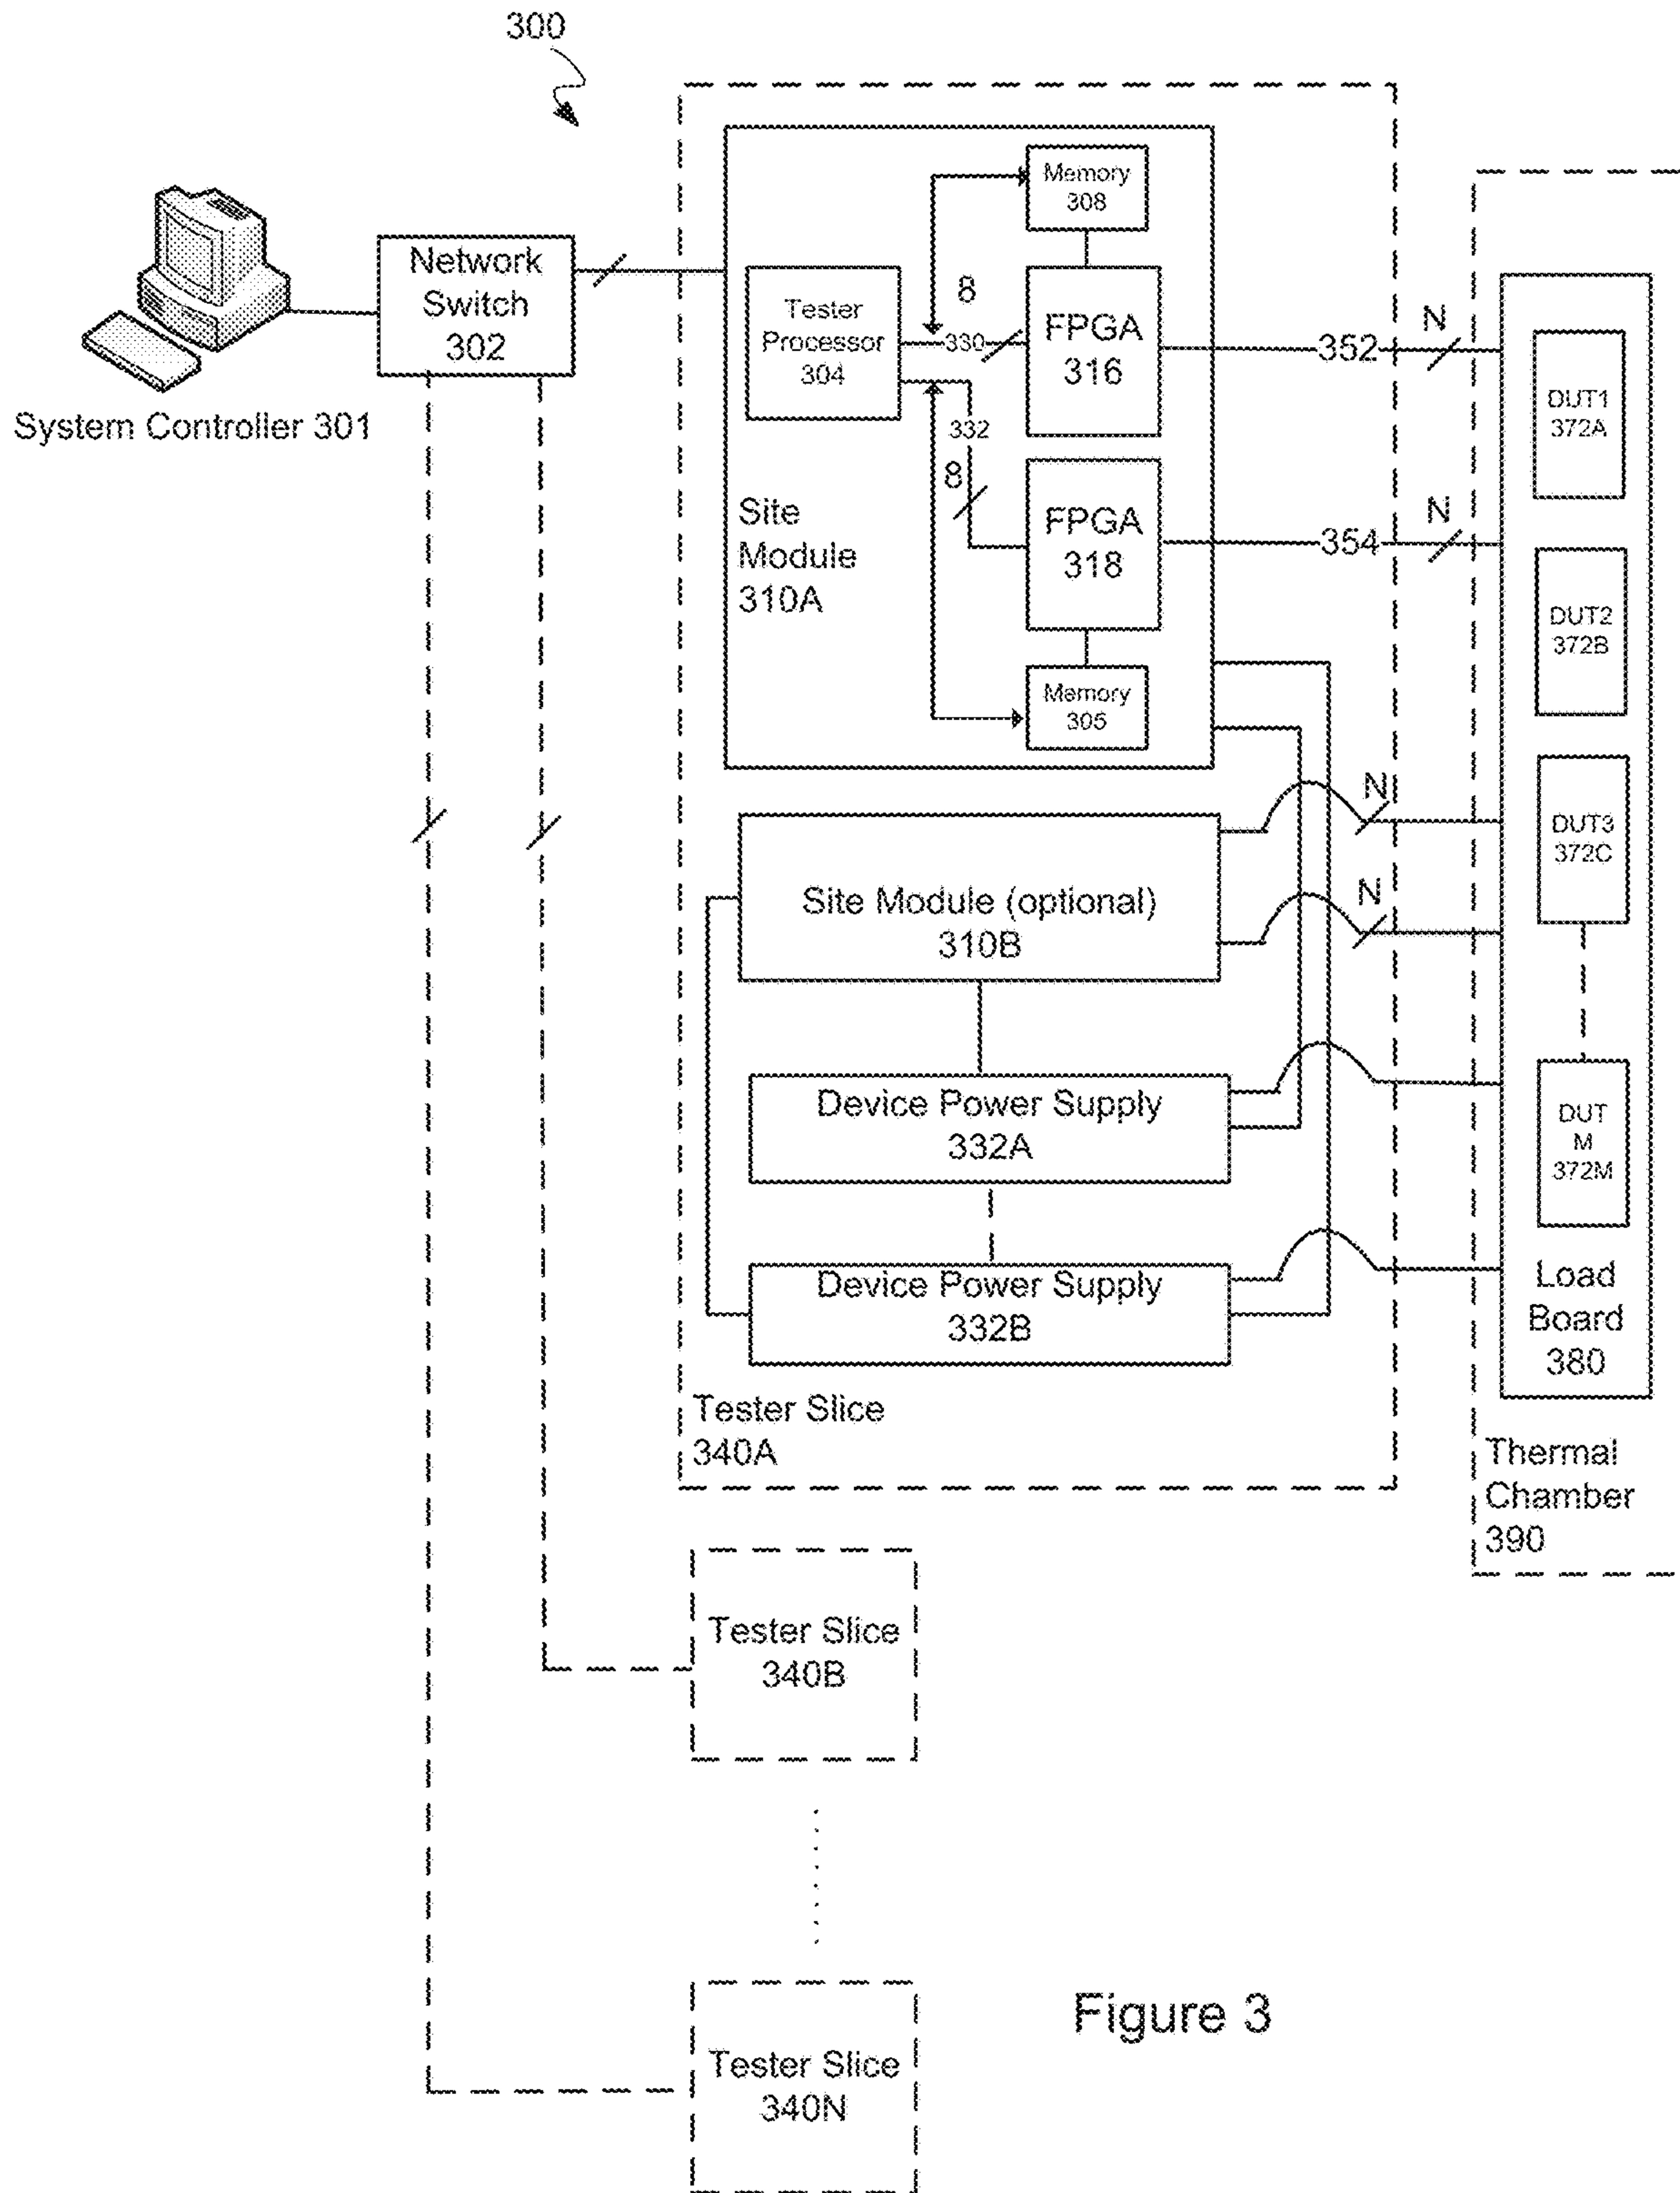 300
Network
Switch
302
System Controller 301
Memory
308
Tester
Processor
304
8
330
FPGA
316
332
8
FPGA
318
Memory
305
Site
Module
310A
352
N
354
N
N
N
Site Module (optional)
310B
Device Power Supply
332A
Device Power Supply
332B
Tester Slice
340A
DUT1
372A
DUT2
372B
DUT3
372C
DUT
M
372M
Load
Board
380
Thermal
Chamber
390
Tester Slice
340B
Tester Slice
340N
Figure 3